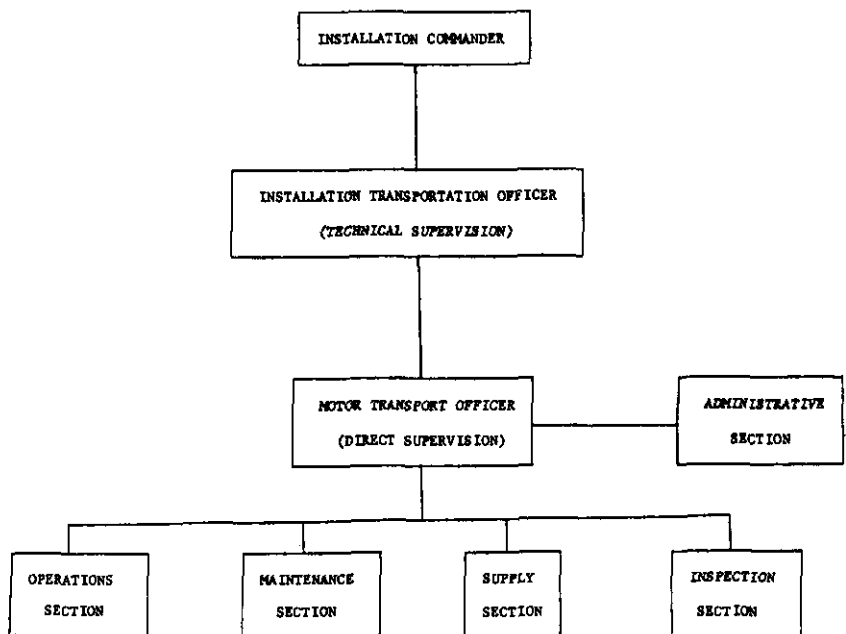 INSTALLATION COMMANDER
INSTALLATION TRANSPORTATION OFFICER
(TECHNICAL SUPERVISION)
MOTOR TRANSPORT OFFICER
(DIRECT SUPERVISION)
ADMINISTRATIVE
SECTION
OPERATIONS
SECTION
MAINTENANCE
SECTION
SUPPLY
SECTION
INSPECTION
SECTION